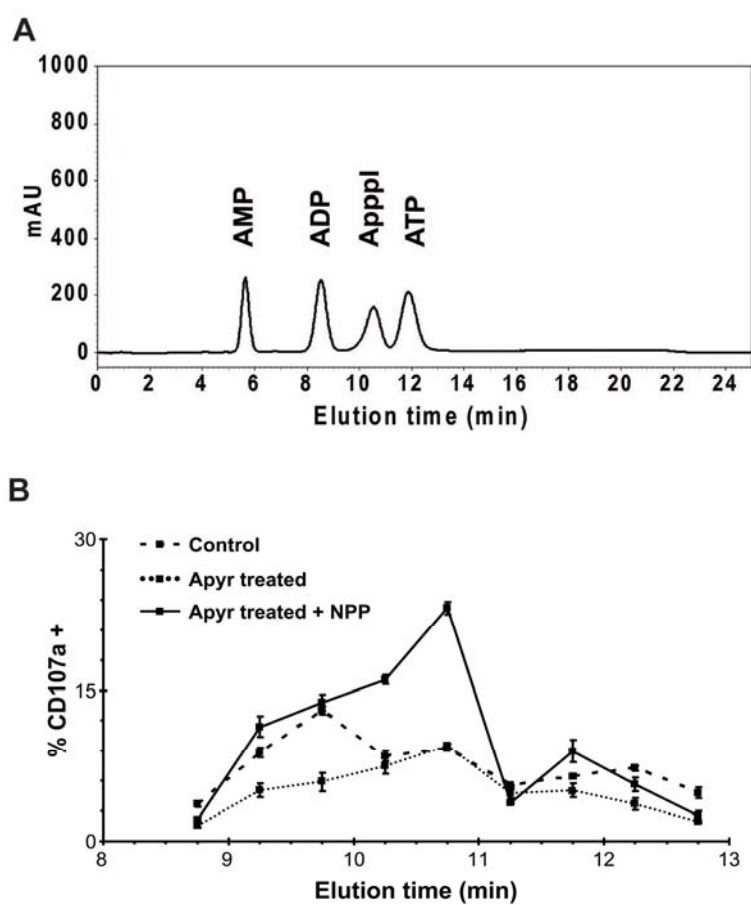 A
1000
800
600
400
200
0
mAU
AMP
ADP
ApppI
ATP
0 2 4 6 8 10 12 14 16 18 20 22 24
Elution time (min)
B
30
15
0
% CD107a +
Control
Apyr treated
Apyr treated + NPP
8 9 10 11 12 13
Elution time (min)